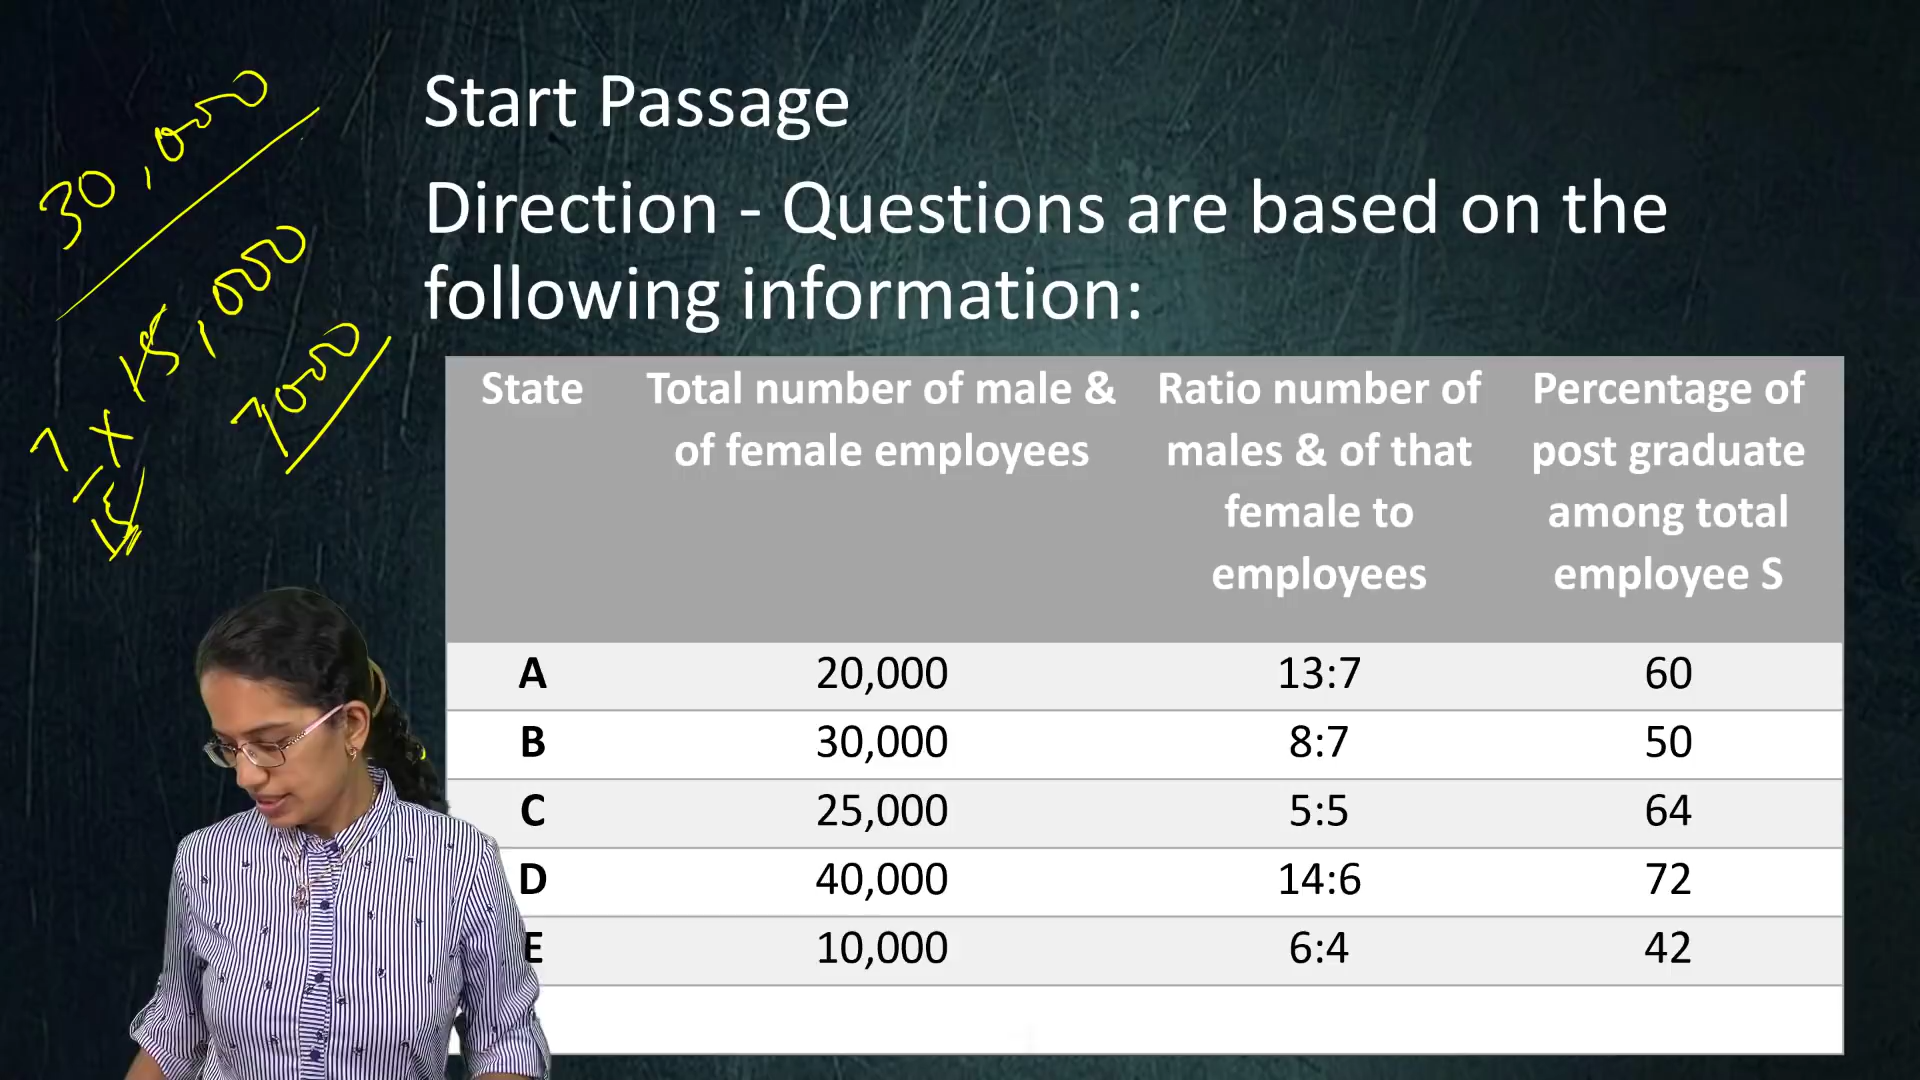 30,000
7/15 × 15,000
7000
Start Passage
Direction - Questions are based on the
following information:
State Total number of male & of female employees Ratio number of males & of that female to employees Percentage of post graduate among total employee S
A 20,000 13:7 60
B 30,000 8:7 50
C 25,000 5:5 64
D 40,000 14:6 72
E 10,000 6:4 42